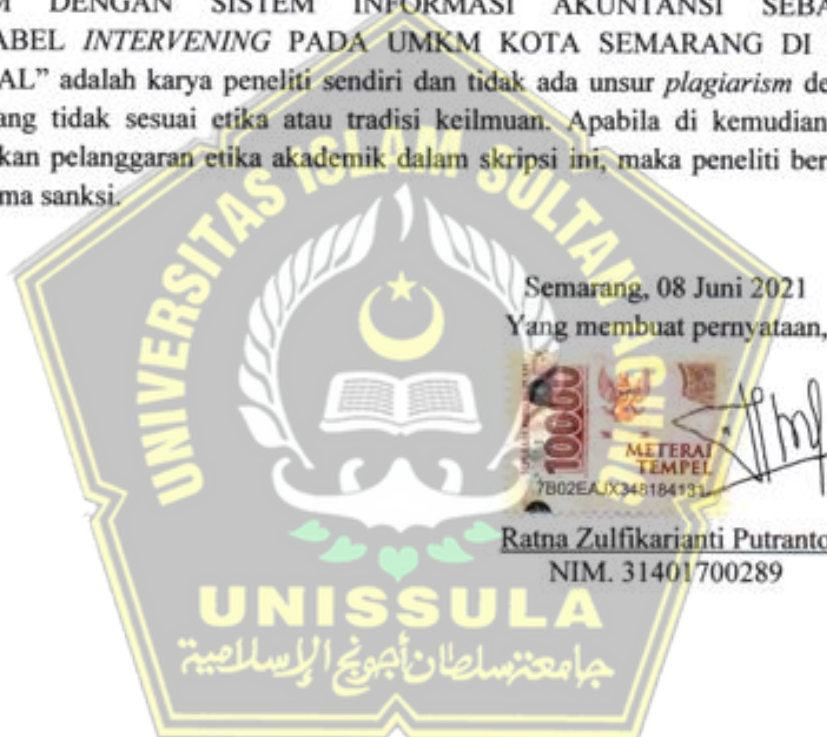 M DENGAN SISTEM INFORMASI AKUNTANSI SEBA
ABEL INTERVENING PADA UMKM KOTA SEMARANG DI
AL” adalah karya peneliti sendiri dan tidak ada unsur plagiarism de
ang tidak sesuai etika atau tradisi keilmuan. Apabila di kemudian
kan pelanggaran etika akademik dalam skripsi ini, maka peneliti ber
ma sanksi.
UNIVERSITAS ISLAM SULTAN AGUNG
Semarang, 08 Juni 2021
Yang membuat pernyataan,
10000
METERAI
TEMPEL
7B02EAJX348184131
Ratna Zulfikarianti Putranto
NIM. 31401700289
UNISSULA
جامعتنسلطان أجونج الإسلامية